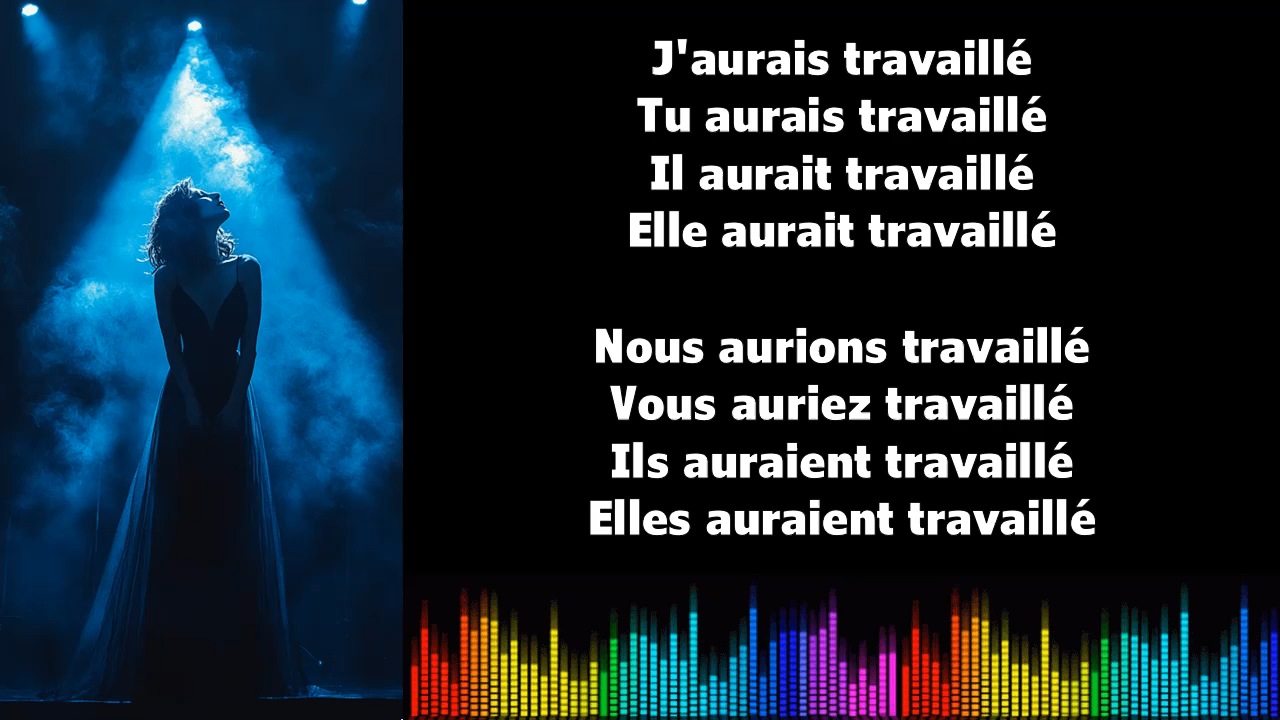 J'aurais travaillé
Tu aurais travaillé
Il aurait travaillé
Elle aurait travaillé
Nous aurions travaillé
Vous auriez travaillé
Ils auraient travaillé
Elles auraient travaillé